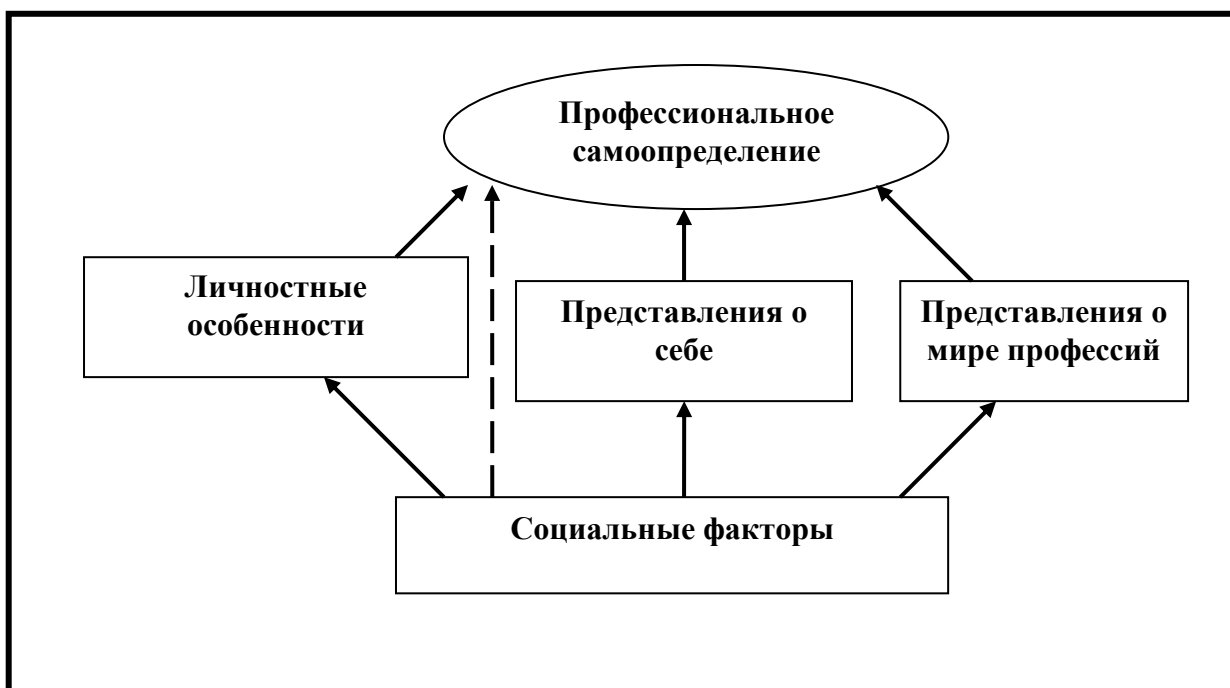 Профессиональное
самоопределение
Личностные
особенности
Представления о
себе
Представления о
мире профессий
Социальные факторы